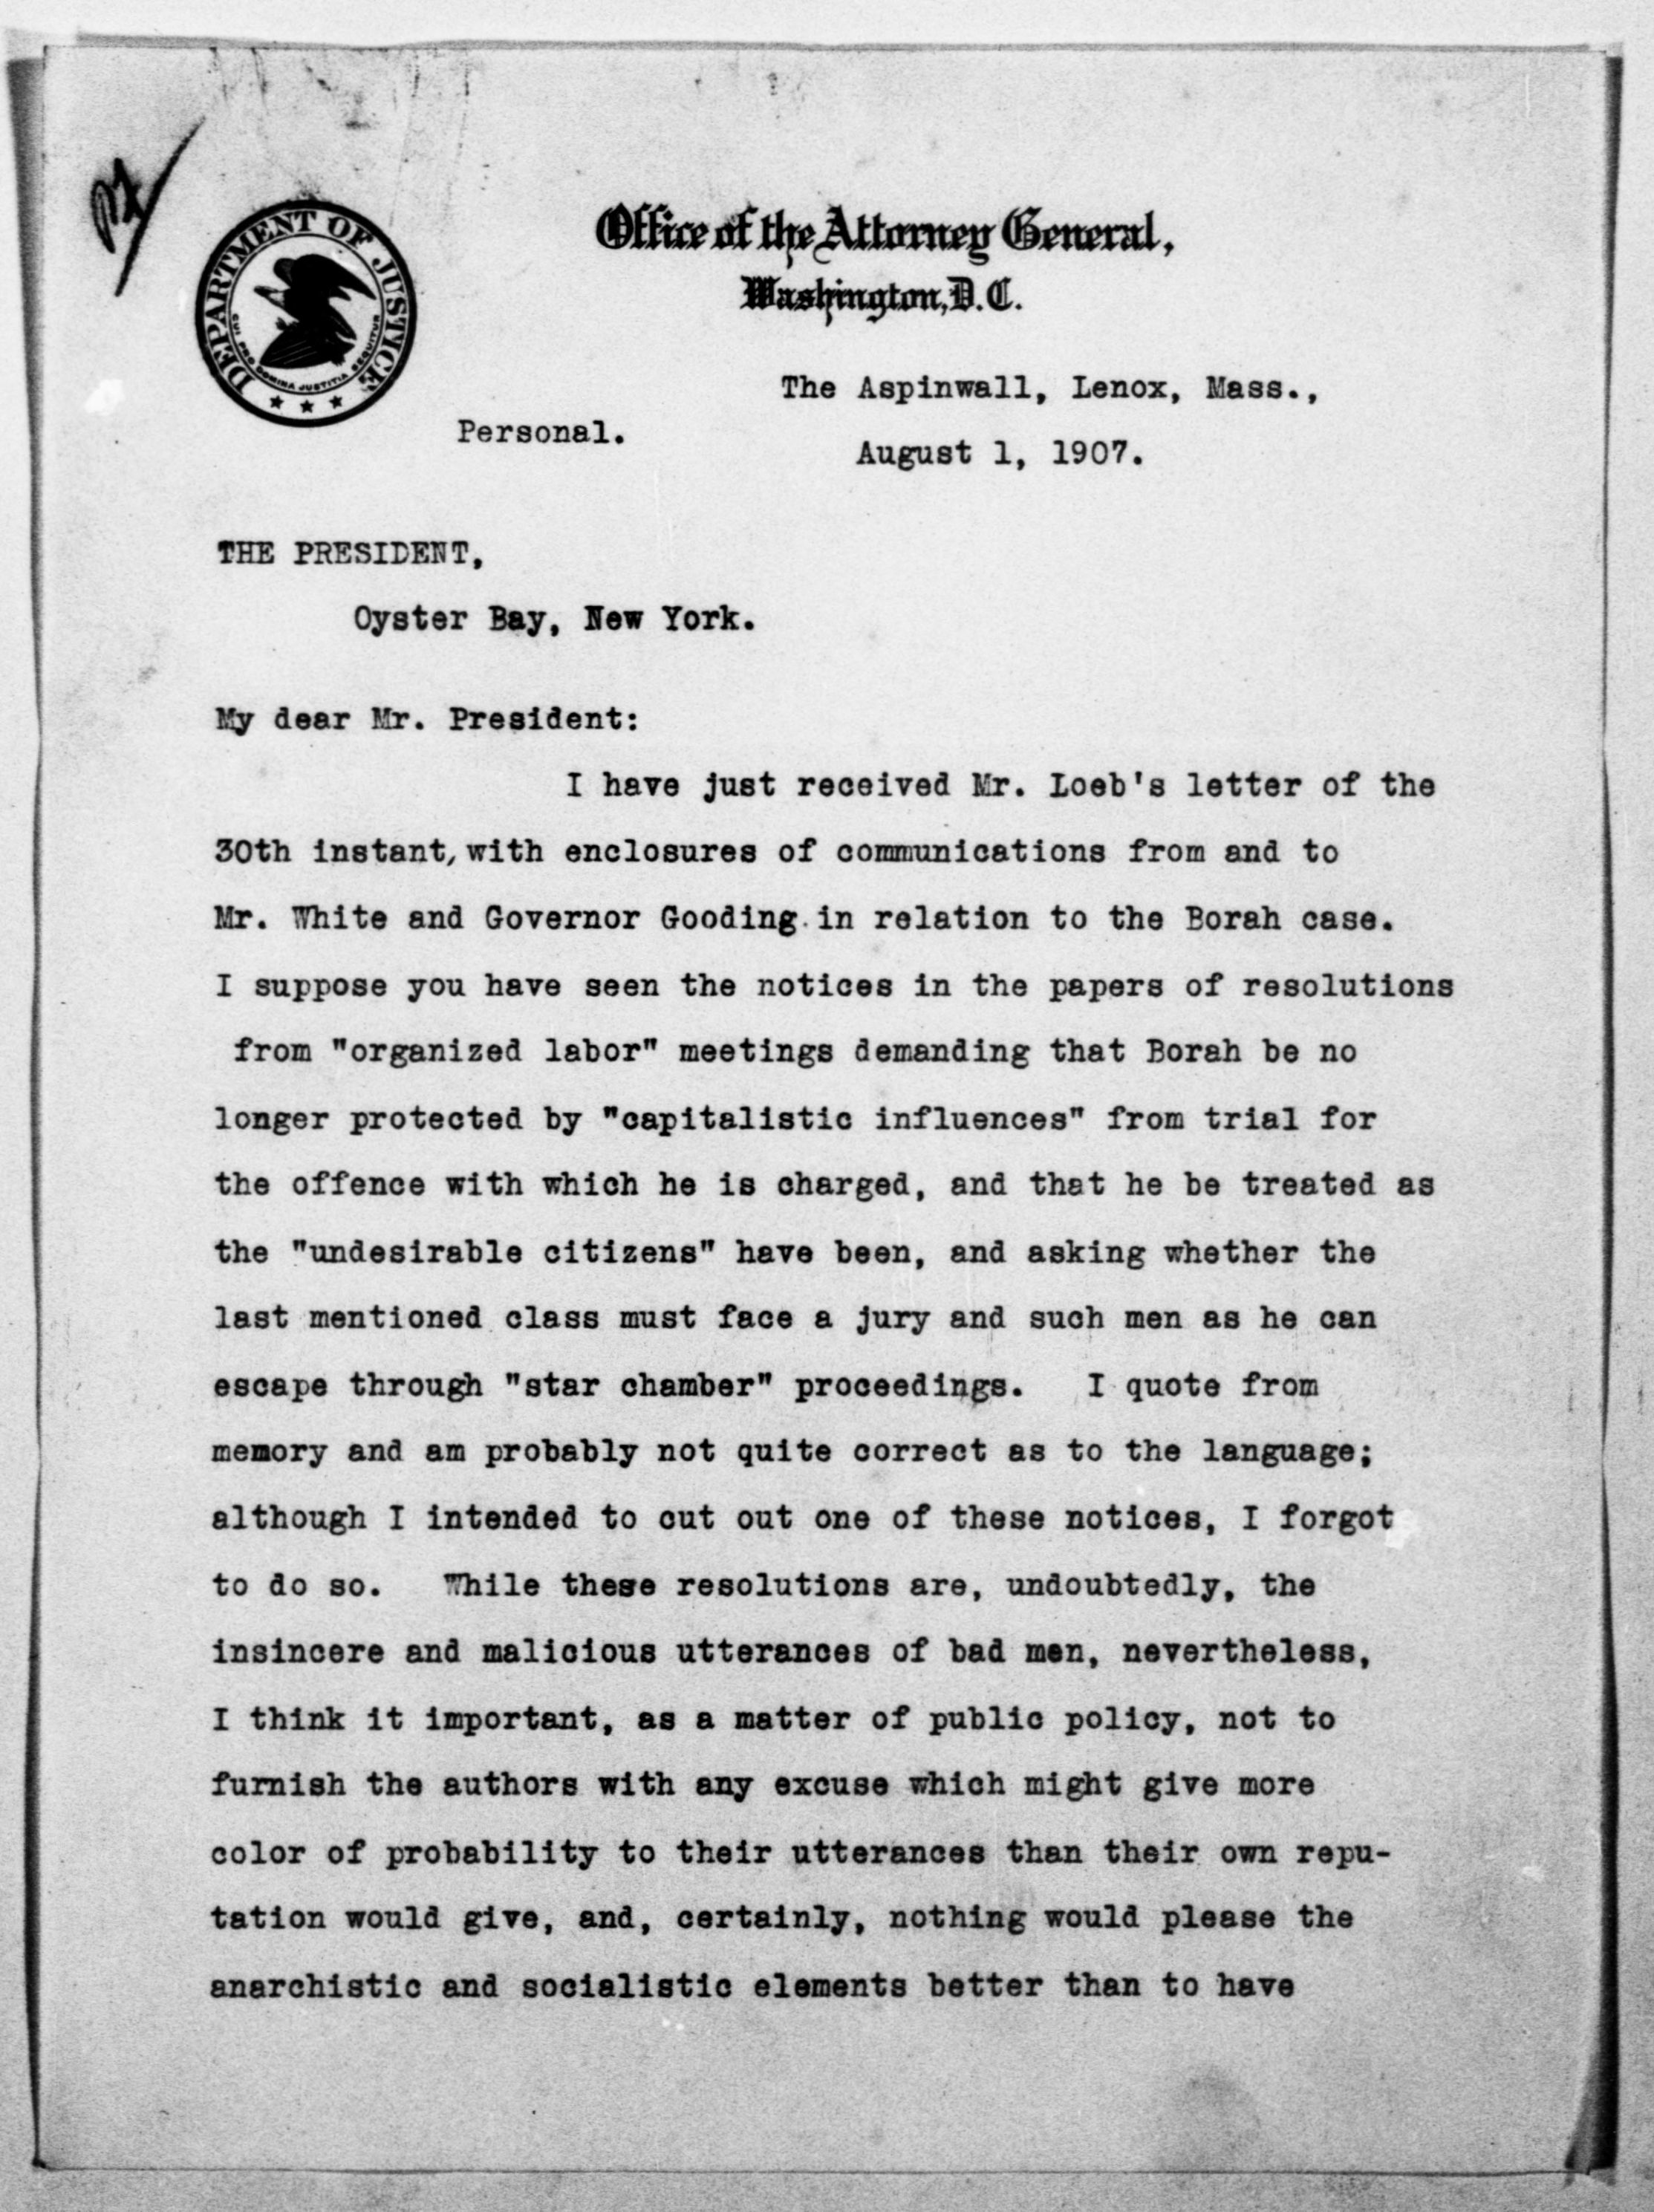 Office of the Attorney General,
Washington, D.C.
DEPARTMENT OF JUSTICE
QUI PRO DOMINA JUSTITIA SEQUITUR
The Aspinwall, Lenox, Mass.,
Personal.
August 1, 1907.
THE PRESIDENT,
Oyster Bay, New York.
My dear Mr. President:
I have just received Mr. Loeb's letter of the
30th instant, with enclosures of communications from and to
Mr. White and Governor Gooding in relation to the Borah case.
I suppose you have seen the notices in the papers of resolutions
from "organized labor" meetings demanding that Borah be no
longer protected by "capitalistic influences" from trial for
the offence with which he is charged, and that he be treated as
the "undesirable citizens" have been, and asking whether the
last mentioned class must face a jury and such men as he can
escape through "star chamber" proceedings. I quote from
memory and am probably not quite correct as to the language;
although I intended to cut out one of these notices, I forgot
to do so. While these resolutions are, undoubtedly, the
insincere and malicious utterances of bad men, nevertheless,
I think it important, as a matter of public policy, not to
furnish the authors with any excuse which might give more
color of probability to their utterances than their own repu-
tation would give, and, certainly, nothing would please the
anarchistic and socialistic elements better than to have